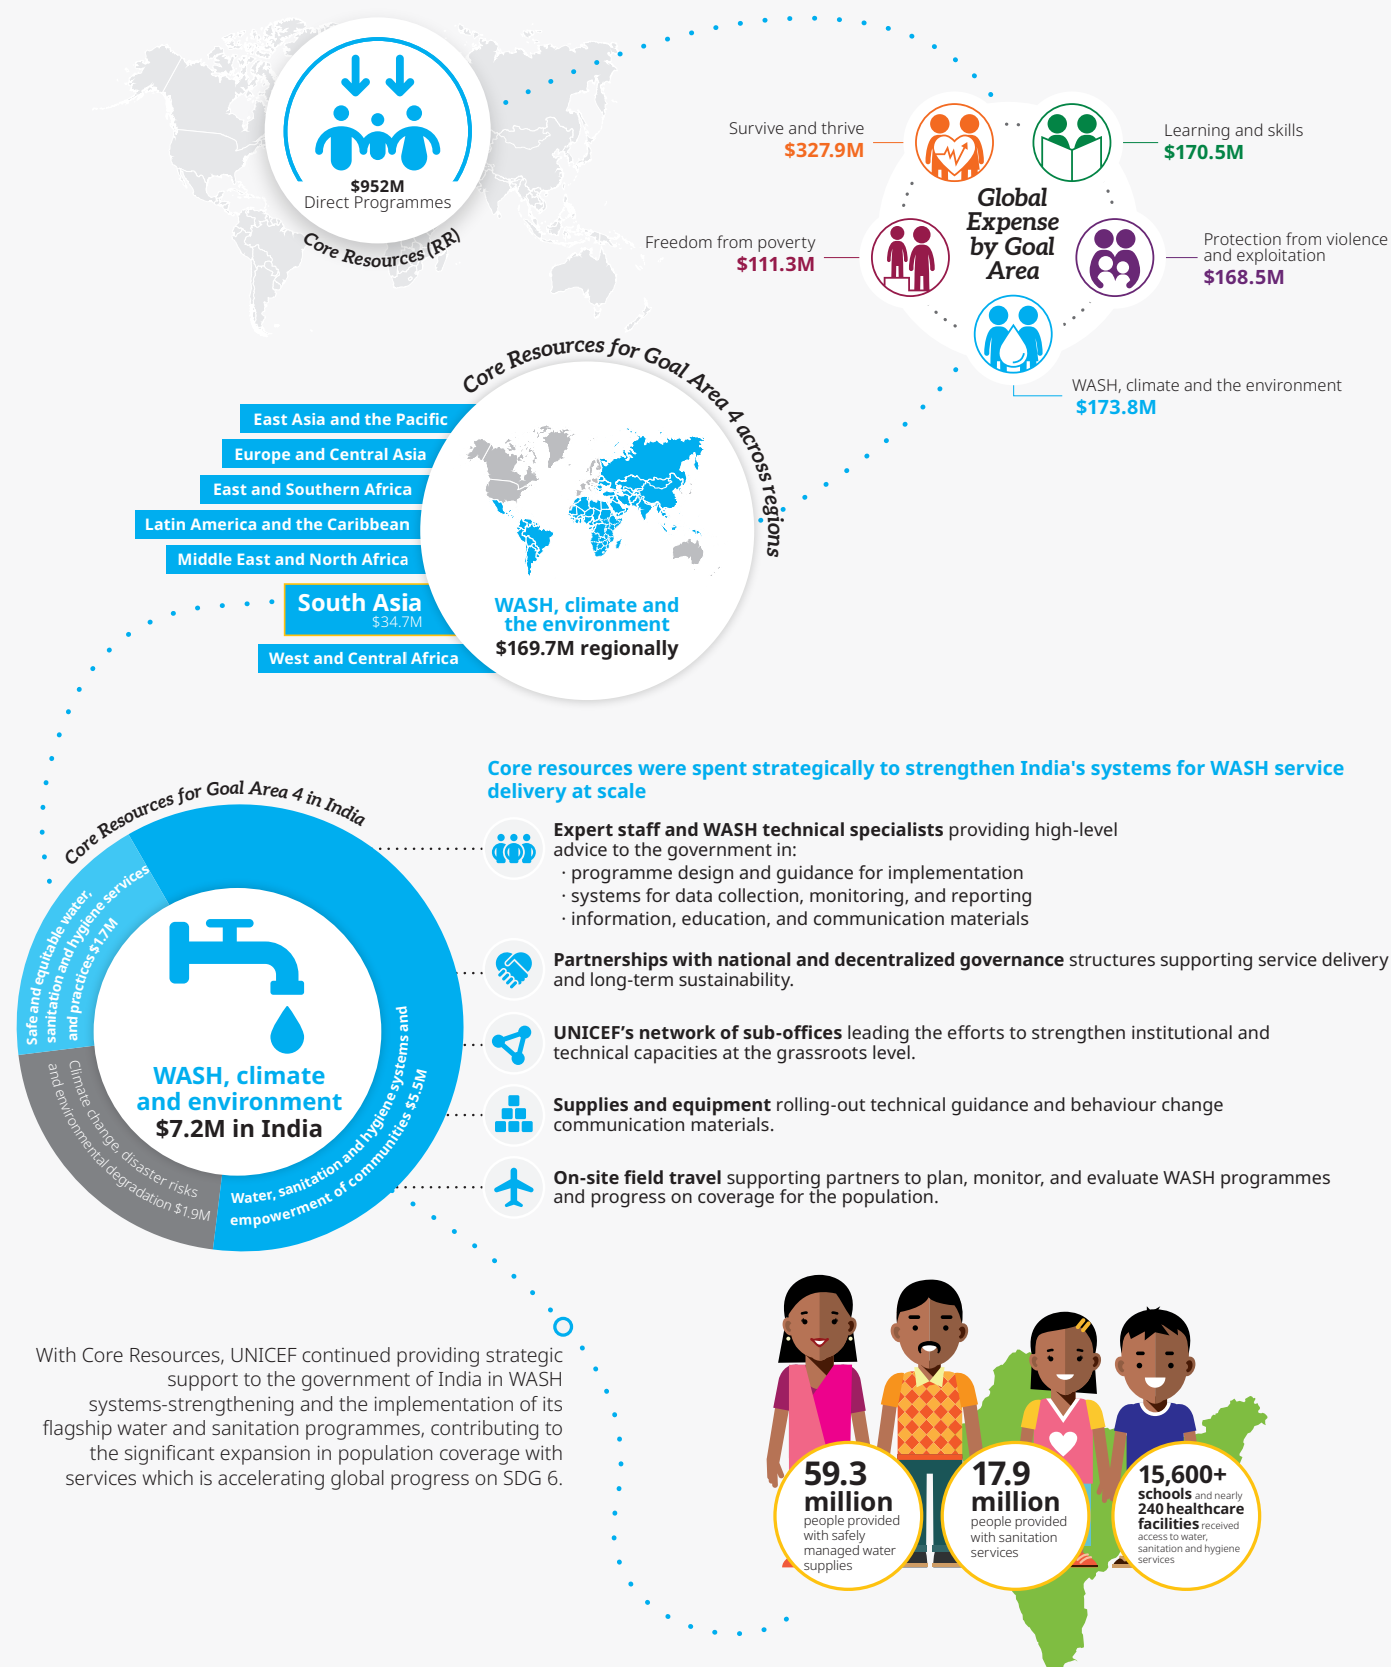 $952M
Direct Programmes
Core Resources (RR)
Survive and thrive
$327.9M
Learning and skills
$170.5M
Global
Expense
by Goal
Area
Freedom from poverty
$111.3M
Protection from violence
and exploitation
$168.5M
WASH, climate and the environment
$173.8M
Core Resources for Goal Area 4 across regions
East Asia and the Pacific
Europe and Central Asia
East and Southern Africa
Latin America and the Caribbean
Middle East and North Africa
South Asia
$34.7M
West and Central Africa
WASH, climate and
the environment
$169.7M regionally
Core Resources for Goal Area 4 in India
Safe and equitable water,
sanitation and hygiene services
and practices $1.7M
Climate change, disaster risks
and environmental degradation $1.9M
Water, sanitation and hygiene systems and
empowerment of communities $5.5M
WASH, climate
and environment
$7.2M in India
Core resources were spent strategically to strengthen India's systems for WASH service
delivery at scale
Expert staff and WASH technical specialists providing high-level
advice to the government in:
· programme design and guidance for implementation
· systems for data collection, monitoring, and reporting
· information, education, and communication materials
Partnerships with national and decentralized governance structures supporting service delivery
and long-term sustainability.
UNICEF’s network of sub-offices leading the efforts to strengthen institutional and
technical capacities at the grassroots level.
Supplies and equipment rolling-out technical guidance and behaviour change
communication materials.
On-site field travel supporting partners to plan, monitor, and evaluate WASH programmes
and progress on coverage for the population.
With Core Resources, UNICEF continued providing strategic
support to the government of India in WASH
systems-strengthening and the implementation of its
flagship water and sanitation programmes, contributing to
the significant expansion in population coverage with
services which is accelerating global progress on SDG 6.
59.3
million
people provided
with safely
managed water
supplies
17.9
million
people provided
with sanitation
services
15,600+
schools and nearly
240 healthcare
facilities received
access to water,
sanitation and hygiene
services